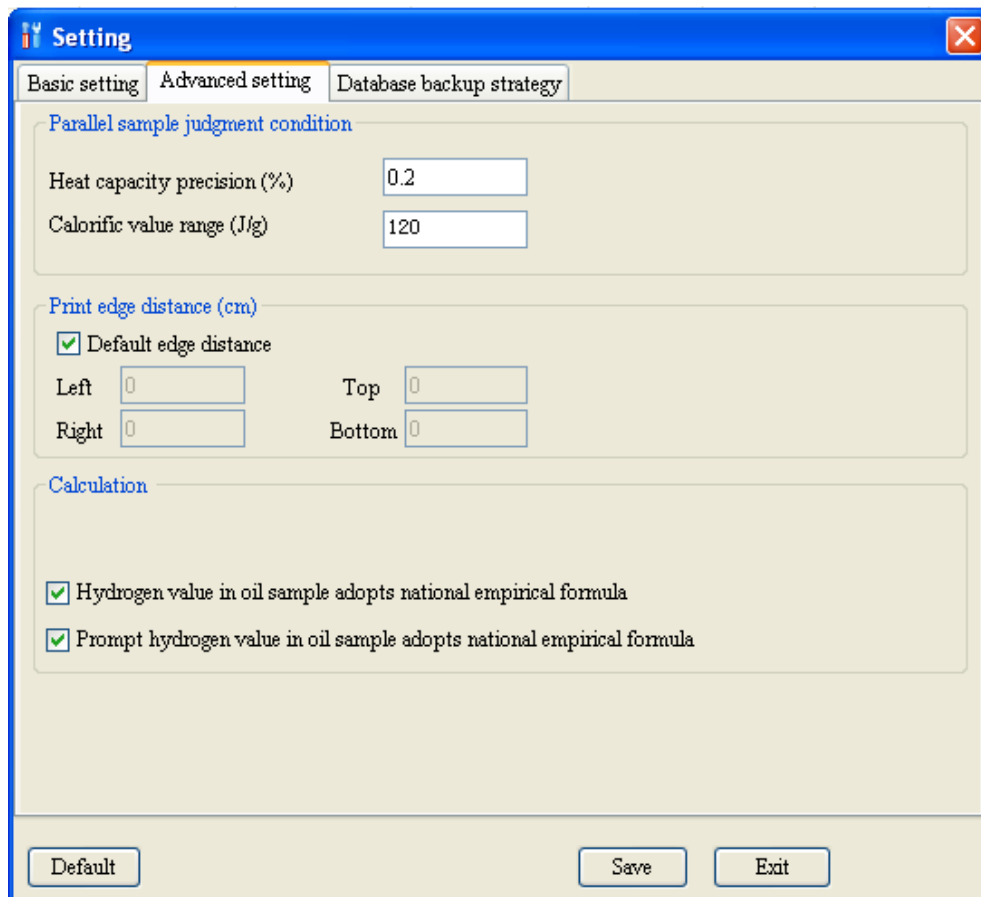 Setting
Basic setting Advanced setting Database backup strategy
Parallel sample judgment condition
Heat capacity precision (%) 0.2
Calorific value range (J/g) 120
Print edge distance (cm)
Default edge distance
Left 0 Top 0
Right 0 Bottom 0
Calculation
Hydrogen value in oil sample adopts national empirical formula
Prompt hydrogen value in oil sample adopts national empirical formula
Default Save Exit